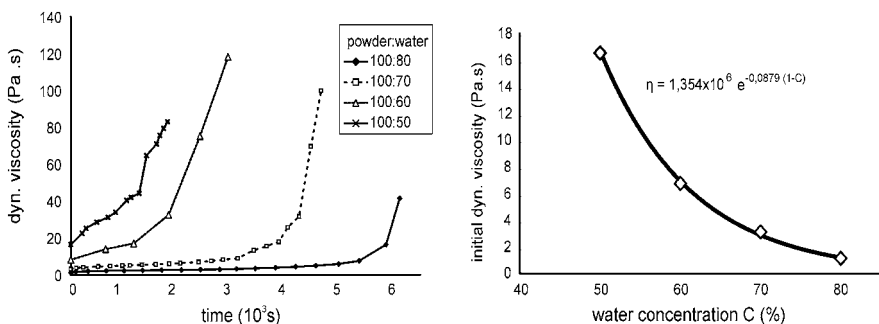 140
120
100
80
60
40
20
0
dyn. viscosity (Pa .s)
0 1 2 3 4 5 6
time (10³s)
powder:water
100:80
100:70
100:60
100:50
18
16
14
12
10
8
6
4
2
0
initial dyn. viscosity (Pa.s)
η = 1,354x10⁶ e⁻⁰,⁰⁸⁷⁹ ⁽¹⁻ᶜ⁾
40 50 60 70 80
water concentration C (%)